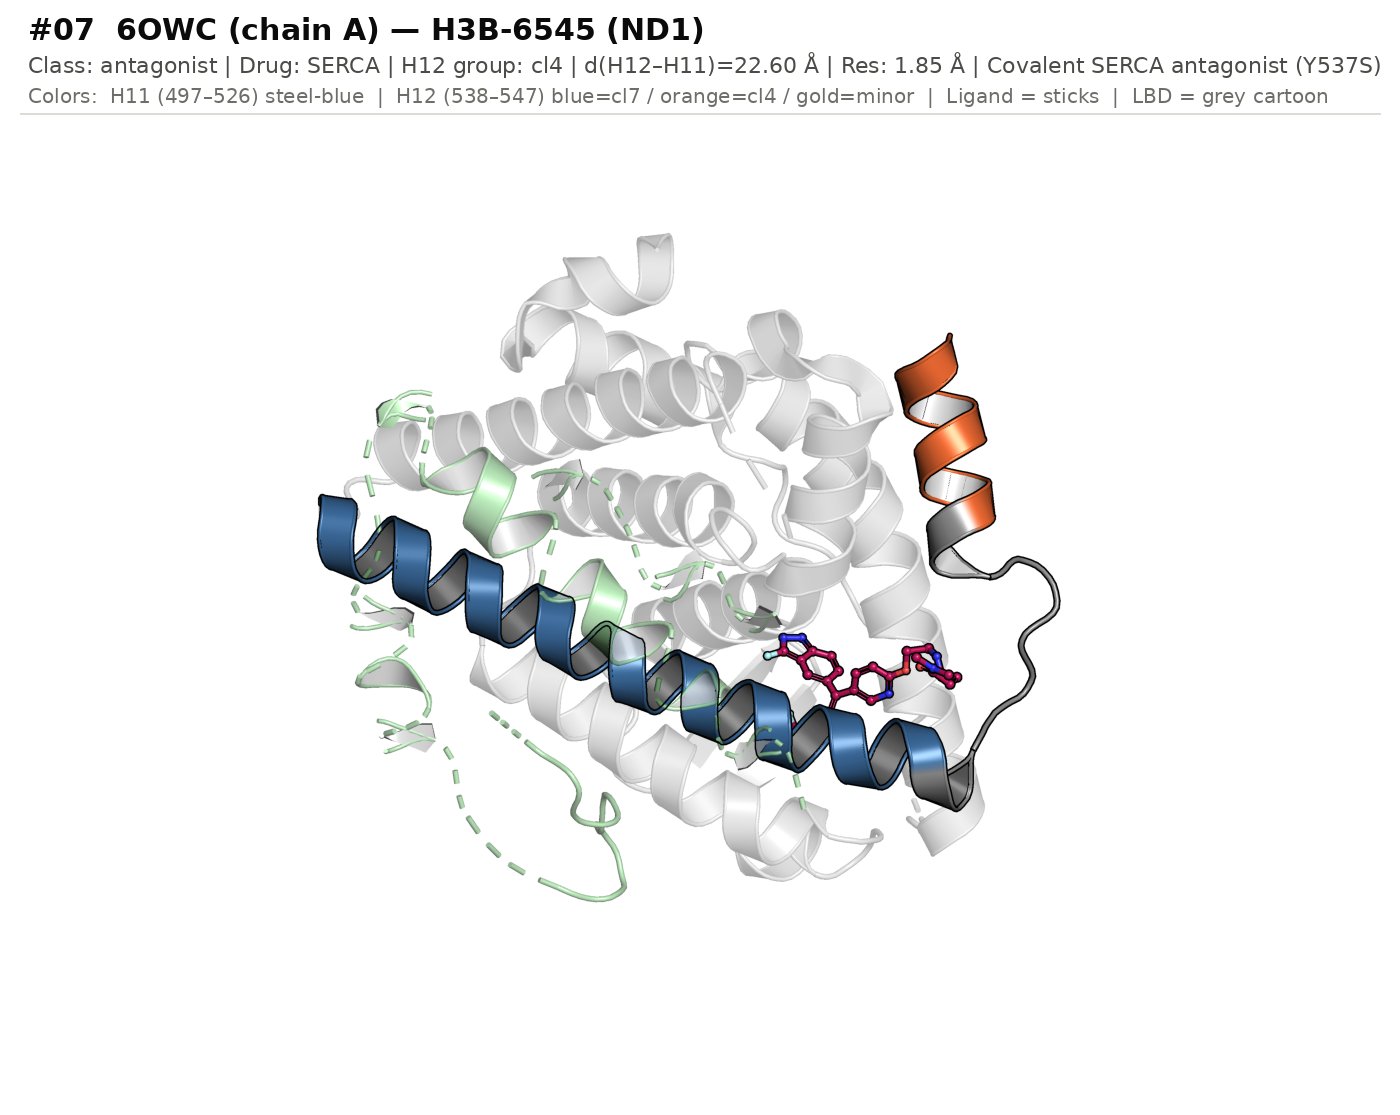 #07  6OWC (chain A) — H3B-6545 (ND1)
Class: antagonist | Drug: SERCA | H12 group: cl4 | d(H12–H11)=22.60 Å | Res: 1.85 Å | Covalent SERCA antagonist (Y537S)
Colors:  H11 (497–526) steel-blue  |  H12 (538–547) blue=cl7 / orange=cl4 / gold=minor  |  Ligand = sticks  |  LBD = grey cartoon